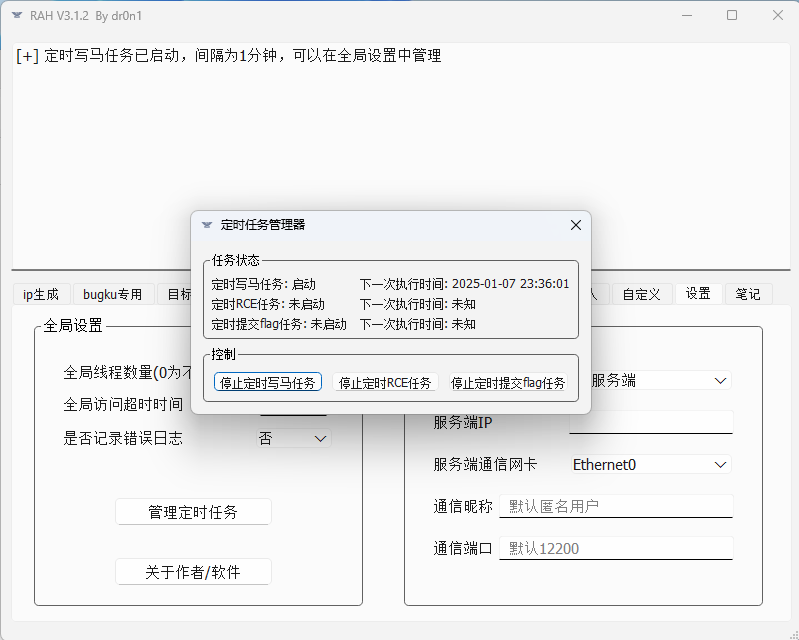 RAH V3.1.2 By dr0n1
[+] 定时写马任务已启动，间隔为1分钟，可以在全局设置中管理
定时任务管理器
任务状态
定时写马任务: 启动 下一次执行时间: 2025-01-07 23:36:01
定时RCE任务: 未启动 下一次执行时间: 未知
定时提交flag任务: 未启动 下一次执行时间: 未知
控制
停止定时写马任务 停止定时RCE任务 停止定时提交flag任务
ip生成 bugku专用 目标 人 自定义 设置 笔记
全局设置
全局线程数量(0为不
全局访问超时时间
是否记录错误日志 否
管理定时任务
关于作者/软件
服务端
服务端IP
服务端通信网卡 Ethernet0
通信昵称 默认匿名用户
通信端口 默认12200